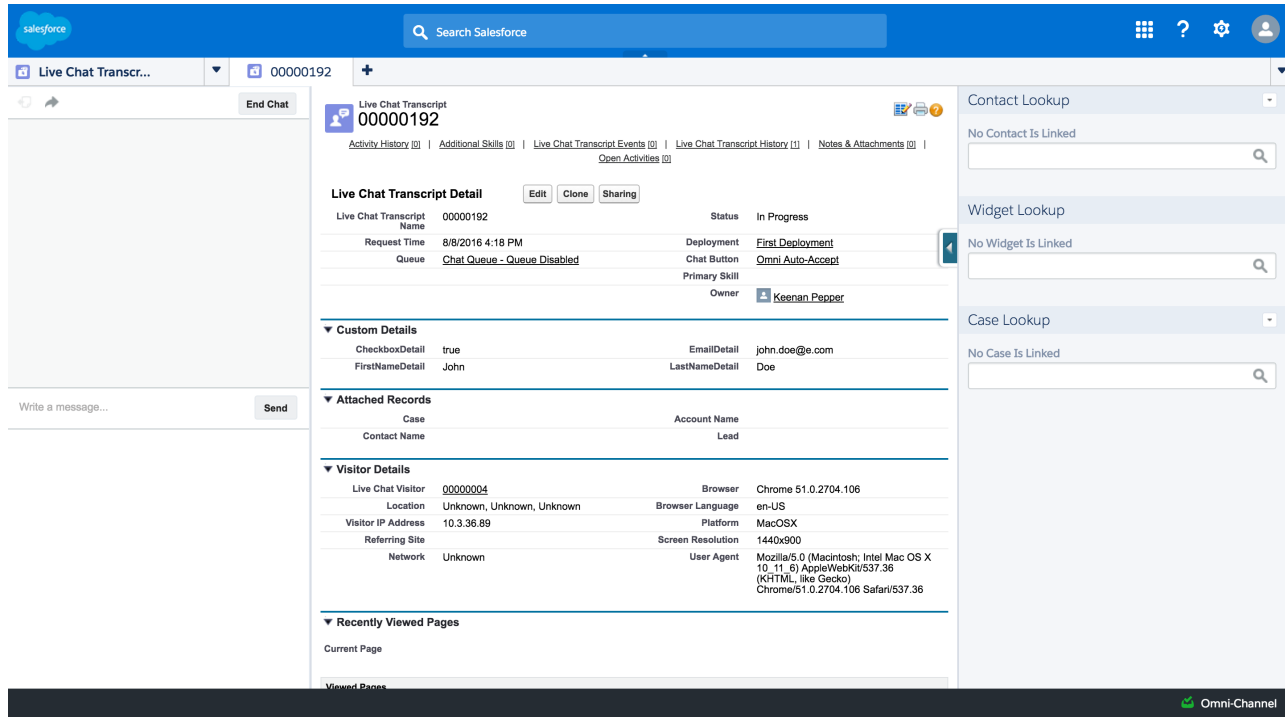 salesforce
Search Salesforce
?
Live Chat Transcr...
00000192
+
End Chat
Write a message...
Send
Live Chat Transcript
00000192
?
Activity History [0] | Additional Skills [0] | Live Chat Transcript Events [0] | Live Chat Transcript History [1] | Notes & Attachments [0] |
Open Activities [0]
Live Chat Transcript Detail Edit Clone Sharing
Live Chat Transcript Name 00000192 Status In Progress
Request Time 8/8/2016 4:18 PM Deployment First Deployment
Queue Chat Queue - Queue Disabled Chat Button Omni Auto-Accept
Primary Skill
Owner Keenan Pepper
Custom Details
CheckboxDetail true EmailDetail john.doe@e.com
FirstNameDetail John LastNameDetail Doe
Attached Records
Case Account Name
Contact Name Lead
Visitor Details
Live Chat Visitor 00000004 Browser Chrome 51.0.2704.106
Location Unknown, Unknown, Unknown Browser Language en-US
Visitor IP Address 10.3.36.89 Platform MacOSX
Referring Site Screen Resolution 1440x900
Network Unknown User Agent Mozilla/5.0 (Macintosh; Intel Mac OS X
10_11_6) AppleWebKit/537.36
(KHTML, like Gecko)
Chrome/51.0.2704.106 Safari/537.36
Recently Viewed Pages
Current Page
Viewed Pages
Contact Lookup
No Contact Is Linked
Widget Lookup
No Widget Is Linked
Case Lookup
No Case Is Linked
Omni-Channel